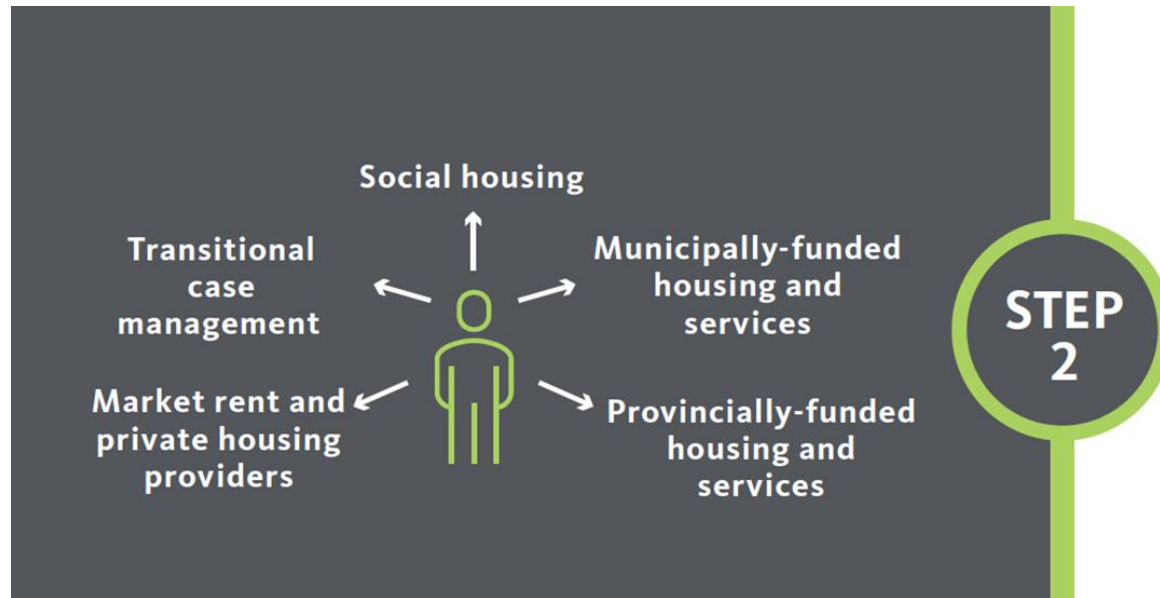 Social housing
Transitional
case
management
Municipally-funded
housing and
services
Market rent and
private housing
providers
Provincially-funded
housing and
services
STEP
2